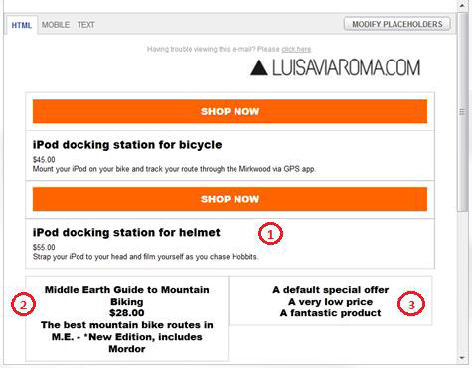 HTML MOBILE TEXT MODIFY PLACEHOLDERS
Having trouble viewing this e-mail? Please click here
LUISAVIAROMA.COM
SHOP NOW
iPod docking station for bicycle
$45.00
Mount your iPod on your bike and track your route through the Mirkwood via GPS app.
SHOP NOW
iPod docking station for helmet
1
$55.00
Strap your iPod to your head and film yourself as you chase Hobbits.
2
Middle Earth Guide to Mountain
Biking
$28.00
The best mountain bike routes in
M.E. - *New Edition, includes
Mordor
A default special offer
A very low price
A fantastic product
3